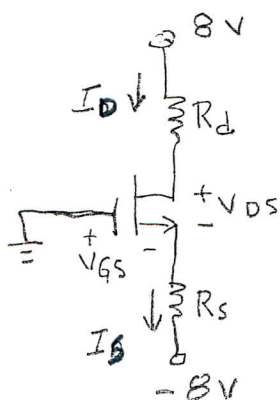 8 V
I_D
R_d
+
V_DS
-
+
V_GS
-
R_s
I_S
-8 V